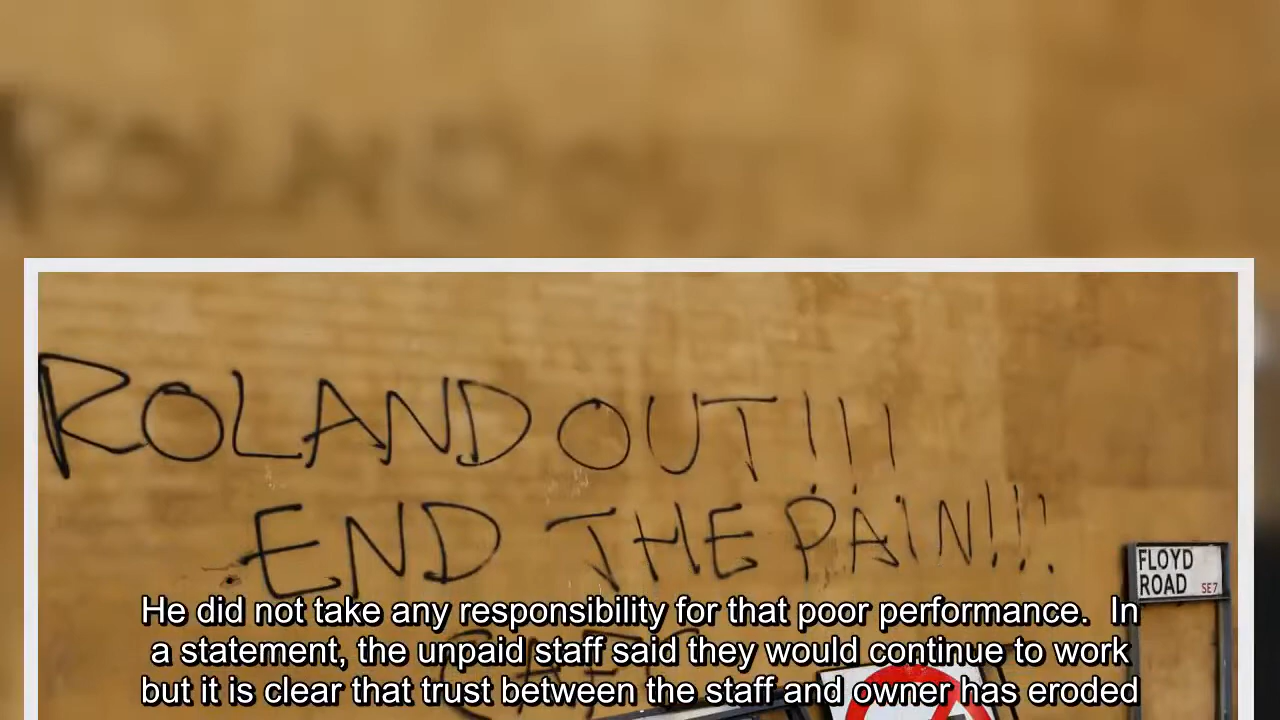 ROLAND OUT!!!
END THE PAIN!!!
FLOYD
ROAD SE7
He did not take any responsibility for that poor performance. In
a statement, the unpaid staff said they would continue to work
but it is clear that trust between the staff and owner has eroded